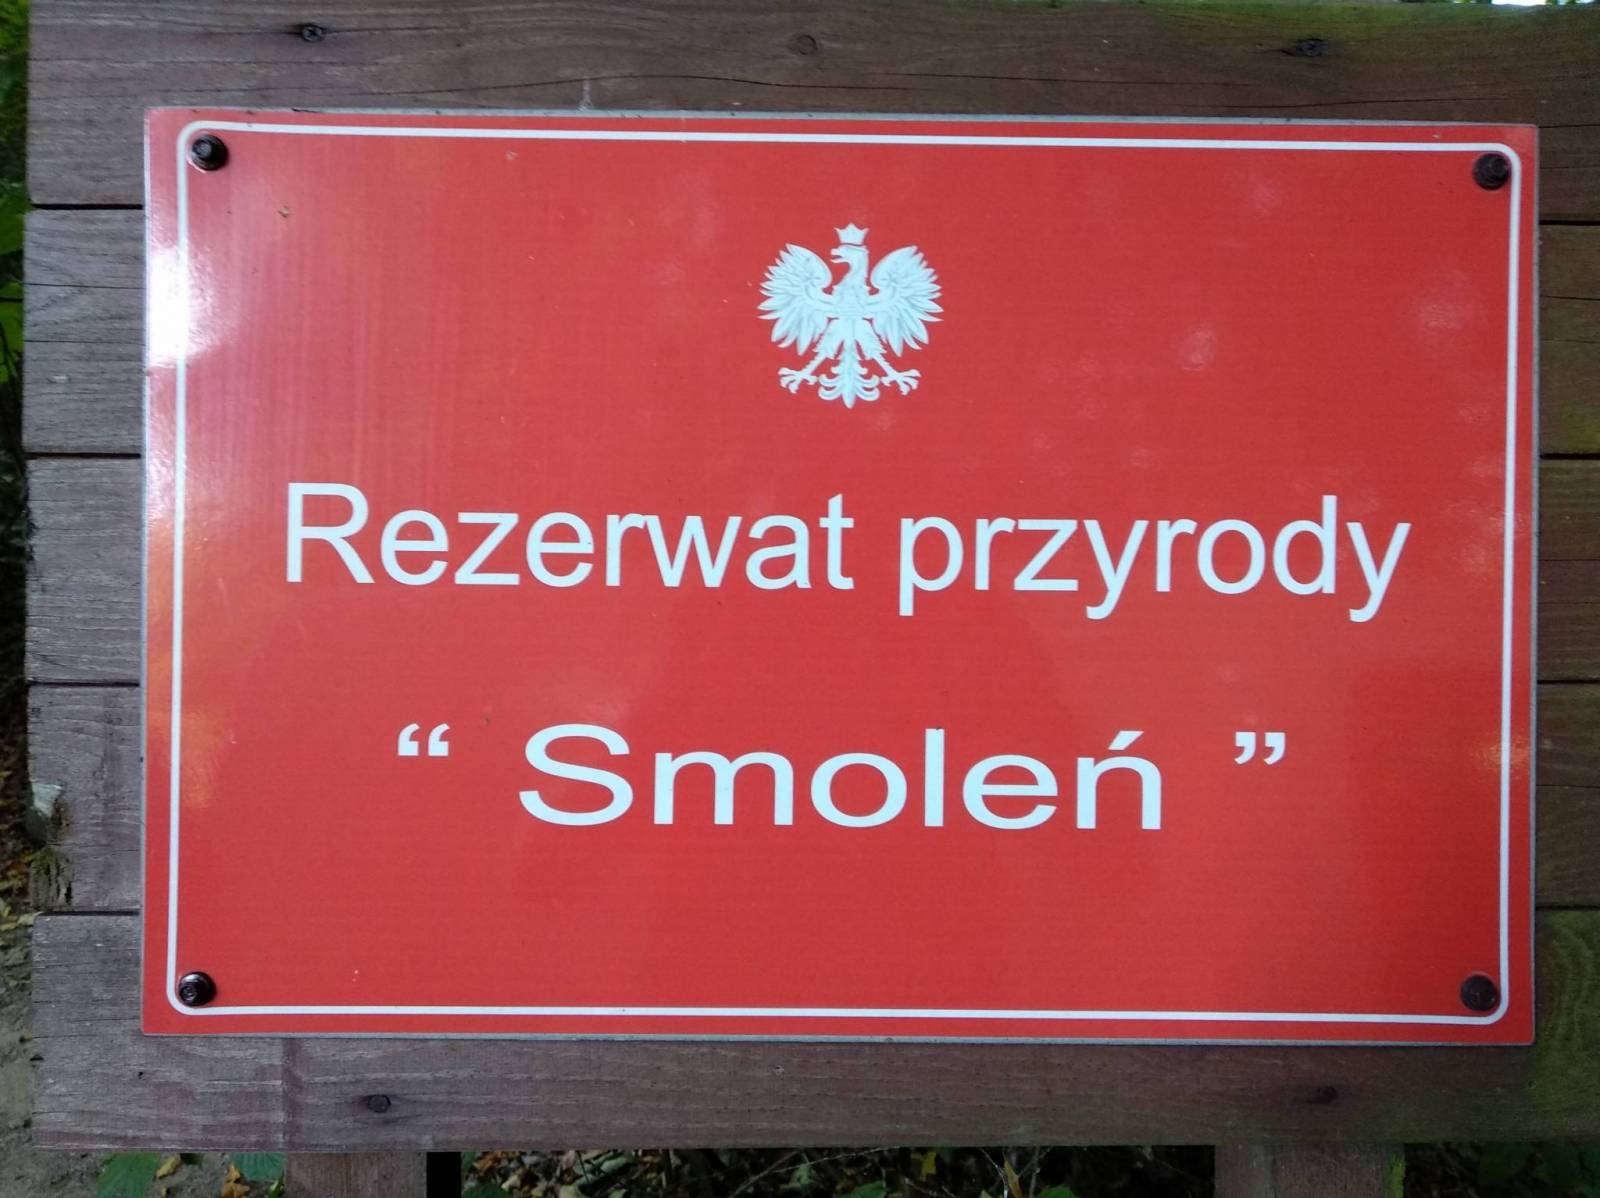 Rezerwat przyrody
“ Smoleń ”